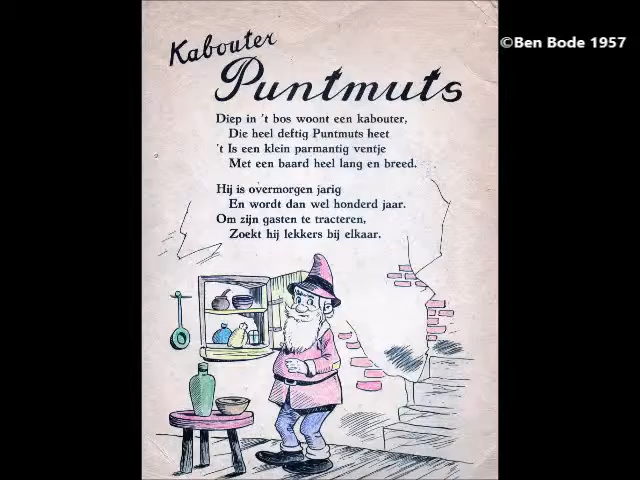 Kabouter
Puntmuts
©Ben Bode 1957
Diep in 't bos woont een kabouter,
Die heel deftig Puntmuts heet
't Is een klein parmantig ventje
Met een baard heel lang en breed.
Hij is overmorgen jarig
En wordt dan wel honderd jaar.
Om zijn gasten te tracteren,
Zoekt hij lekkers bij elkaar.